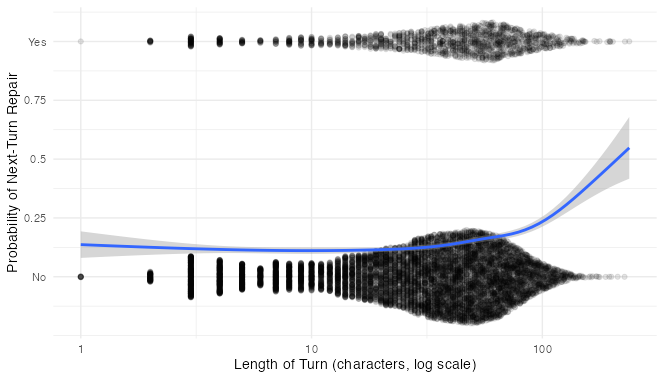 Probability of Next-Turn Repair
Yes
0.75
0.5
0.25
No
1
10
100
Length of Turn (characters, log scale)